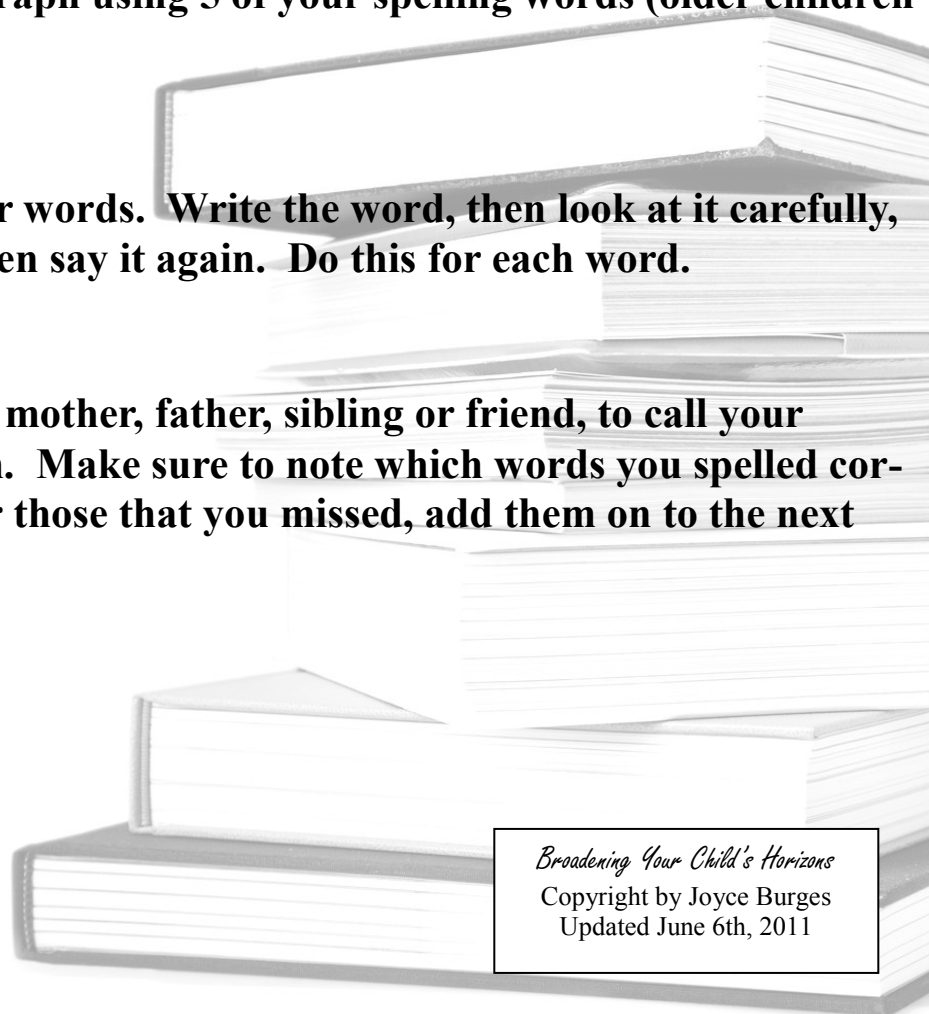 raph using 5 of your spelling words (older children
r words.  Write the word, then look at it carefully,
en say it again.  Do this for each word.
mother, father, sibling or friend, to call your
.  Make sure to note which words you spelled cor-
r those that you missed, add them on to the next
Broadening Your Child's Horizons
Copyright by Joyce Burges
Updated June 6th, 2011